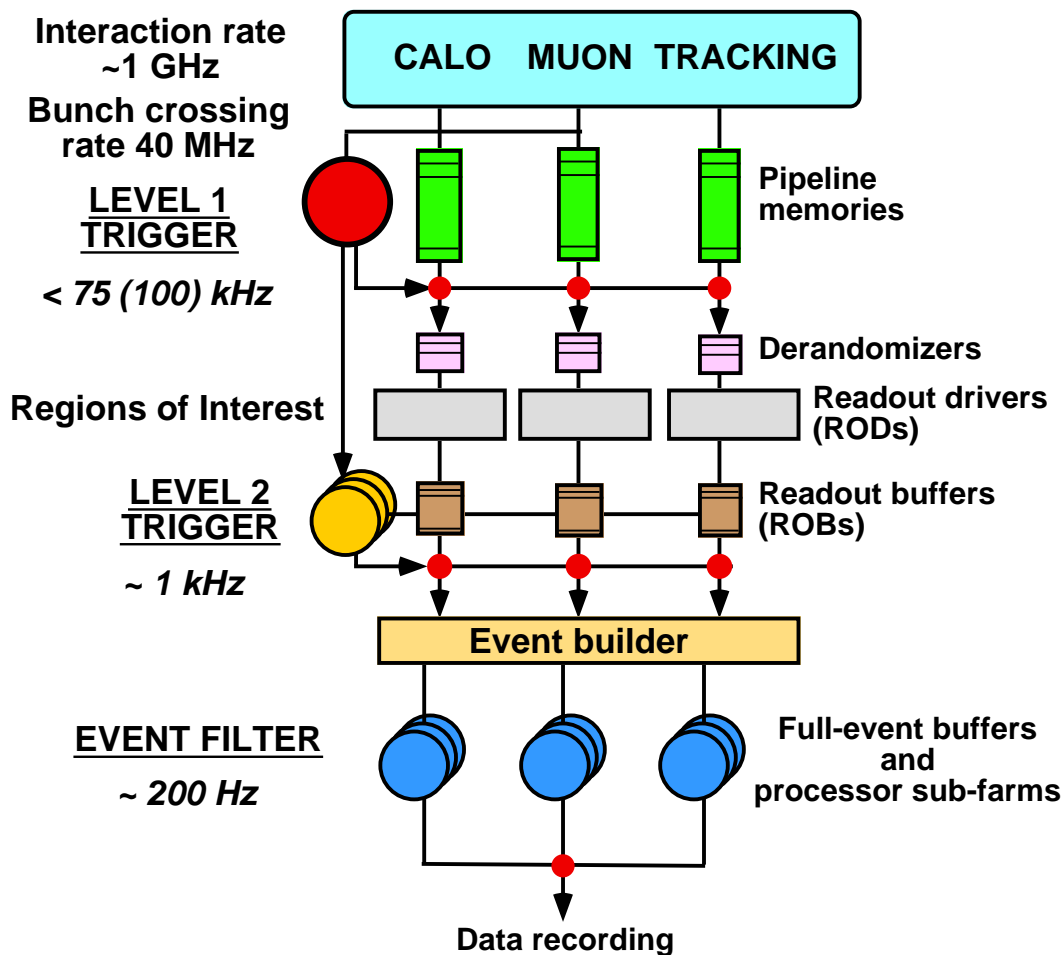 Interaction rate
~1 GHz
Bunch crossing
rate 40 MHz
CALO MUON TRACKING
LEVEL 1
TRIGGER
< 75 (100) kHz
Pipeline
memories
Derandomizers
Regions of Interest
Readout drivers
(RODs)
LEVEL 2
TRIGGER
~ 1 kHz
Readout buffers
(ROBs)
Event builder
EVENT FILTER
~ 200 Hz
Full-event buffers
and
processor sub-farms
Data recording